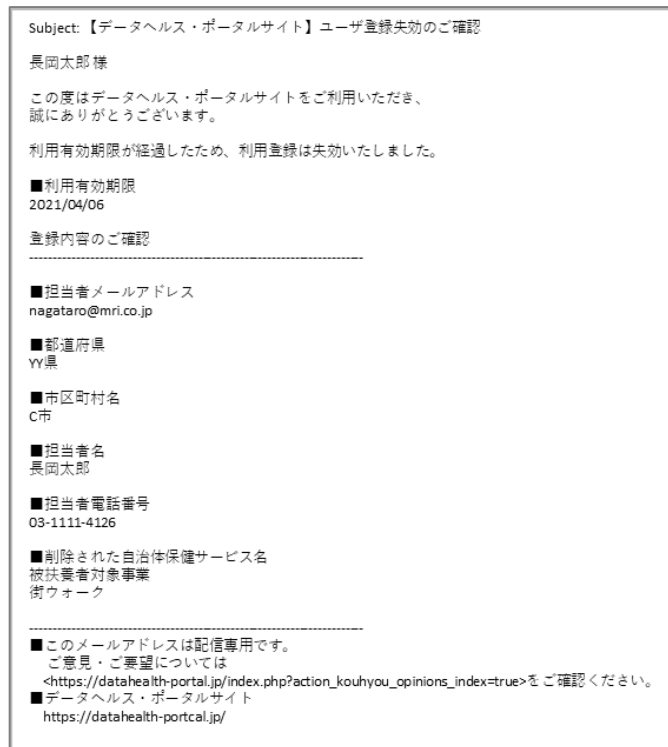 Subject: 【データヘルス・ポータルサイト】ユーザ登録失効のご確認
長岡太郎 様
この度はデータヘルス・ポータルサイトをご利用いただき、
誠にありがとうございます。
利用有効期限が経過したため、利用登録は失効いたしました。
■利用有効期限
2021/04/06
登録内容のご確認
--------------------------------------------------------------------------
■担当者メールアドレス
nagataro@mri.co.jp
■都道府県
YY県
■市区町村名
C市
■担当者名
長岡太郎
■担当者電話番号
03-1111-4126
■削除された自治体保健サービス名
被扶養者対象事業
街ウォーク
--------------------------------------------------------------------------
■このメールアドレスは配信専用です。
ご意見・ご要望については
<https://datahealth-portal.jp/index.php?action_kouhyou_opinions_index=true>をご確認ください。
■データヘルス・ポータルサイト
https://datahealth-portcal.jp/